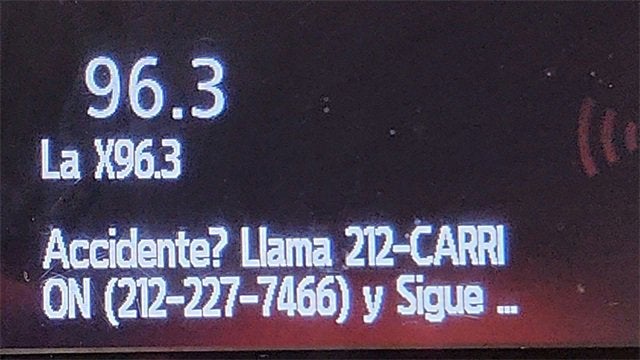 96.3
La X96.3
Accidente? Llama 212-CARRI
ON (212-227-7466) y Sigue ...